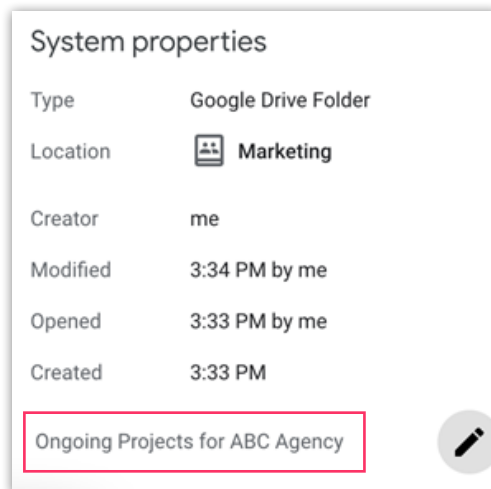 System properties
Type Google Drive Folder
Location Marketing
Creator me
Modified 3:34 PM by me
Opened 3:33 PM by me
Created 3:33 PM
Ongoing Projects for ABC Agency